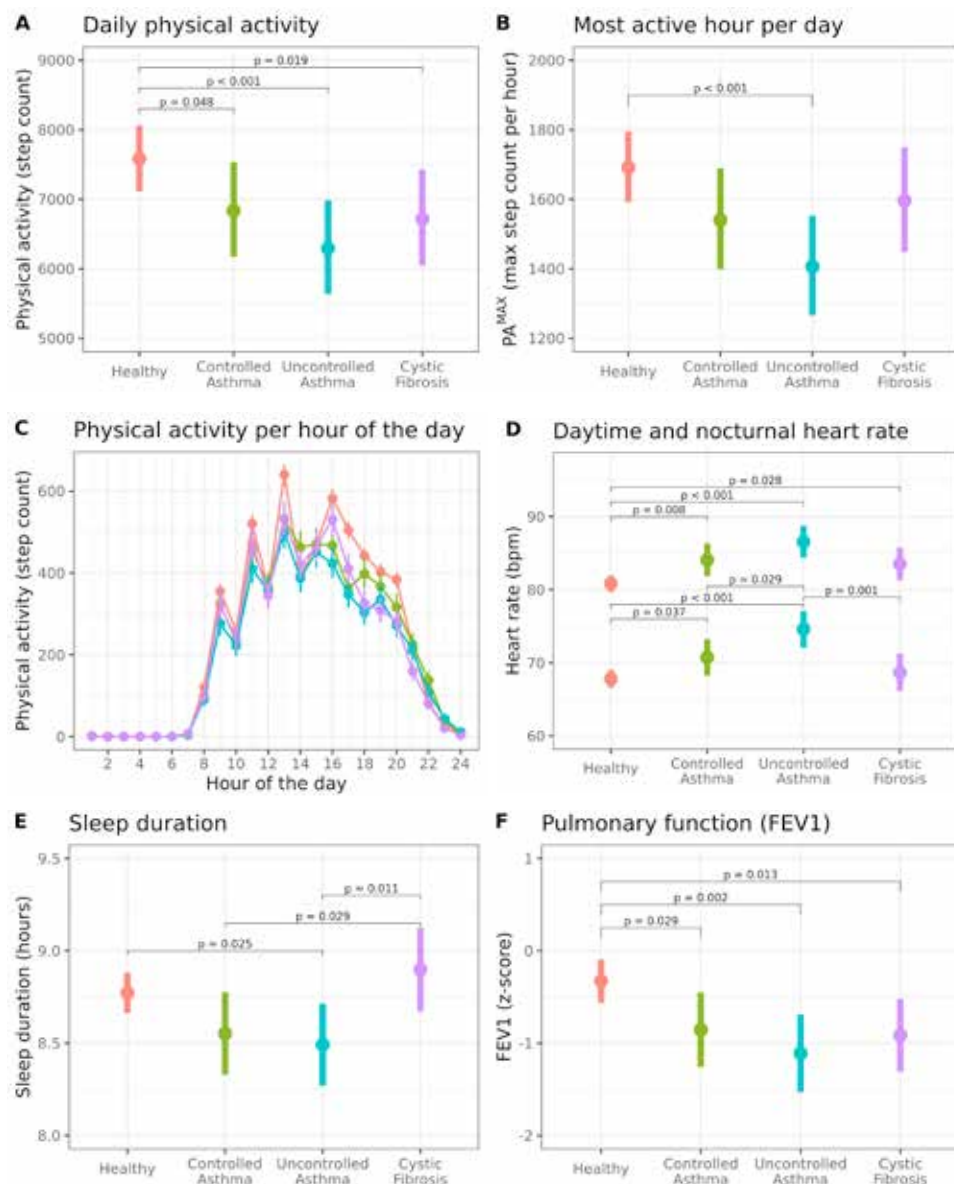 A Daily physical activity
Physical activity (step count)
9000
8000
7000
6000
5000
p = 0.019
p < 0.001
p = 0.048
Healthy
Controlled
Asthma
Uncontrolled
Asthma
Cystic
Fibrosis
B Most active hour per day
PA^MAX (max step count per hour)
2000
1800
1600
1400
1200
p < 0.001
Healthy
Controlled
Asthma
Uncontrolled
Asthma
Cystic
Fibrosis
C Physical activity per hour of the day
Physical activity (step count)
600
400
200
0
2 4 6 8 10 12 14 16 18 20 22 24
Hour of the day
D Daytime and nocturnal heart rate
Heart rate (bpm)
90
80
70
60
p = 0.028
p < 0.001
p = 0.008
p = 0.029
p < 0.001
p = 0.001
p = 0.037
Healthy
Controlled
Asthma
Uncontrolled
Asthma
Cystic
Fibrosis
E Sleep duration
Sleep duration (hours)
9.5
9.0
8.5
8.0
p = 0.011
p = 0.029
p = 0.025
Healthy
Controlled
Asthma
Uncontrolled
Asthma
Cystic
Fibrosis
F Pulmonary function (FEV1)
FEV1 (z-score)
1
0
-1
-2
p = 0.013
p = 0.002
p = 0.029
Healthy
Controlled
Asthma
Uncontrolled
Asthma
Cystic
Fibrosis